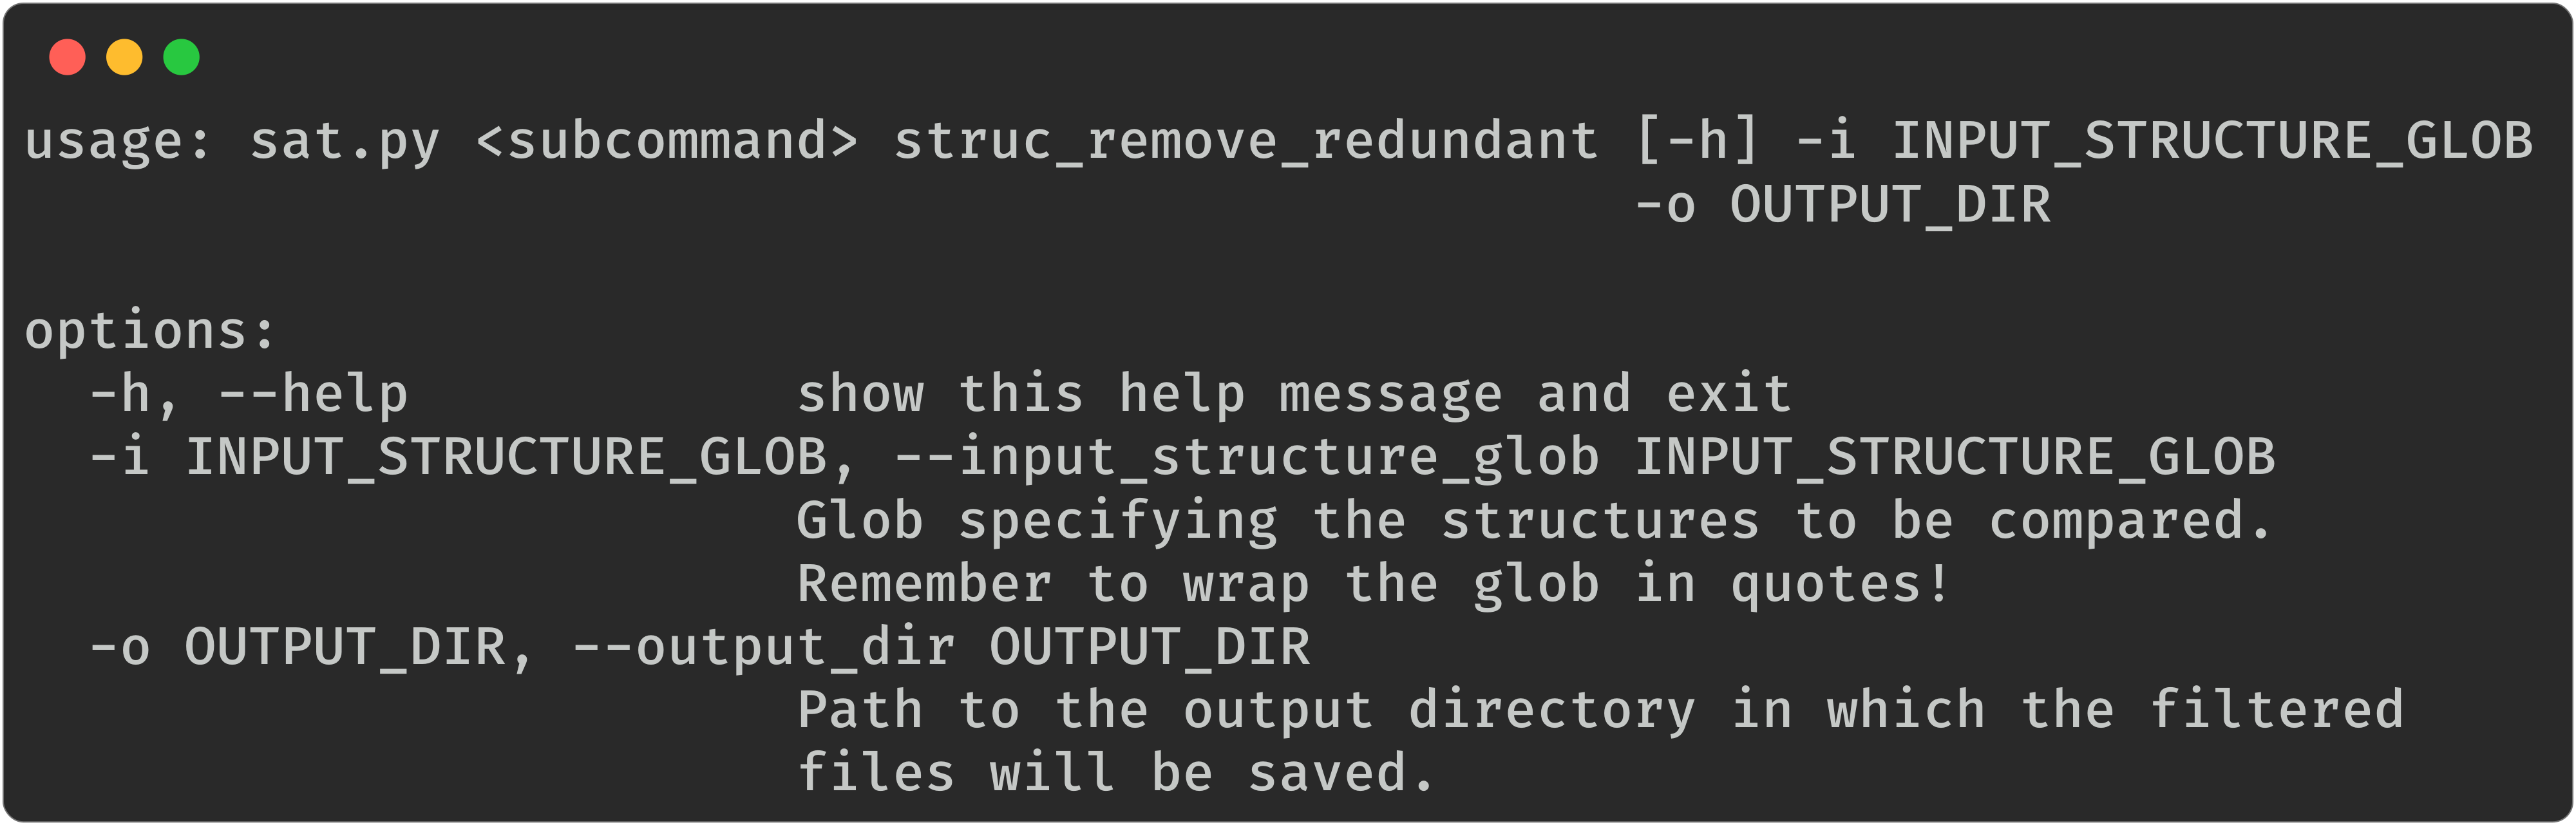 usage: sat.py <subcommand> struc_remove_redundant [-h] -i INPUT_STRUCTURE_GLOB
-o OUTPUT_DIR
options:
-h, --help show this help message and exit
-i INPUT_STRUCTURE_GLOB, --input_structure_glob INPUT_STRUCTURE_GLOB
Glob specifying the structures to be compared.
Remember to wrap the glob in quotes!
-o OUTPUT_DIR, --output_dir OUTPUT_DIR
Path to the output directory in which the filtered
files will be saved.